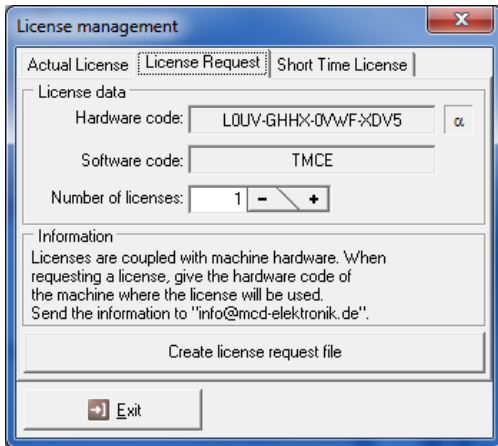 License management
Actual License License Request Short Time License
License data
Hardware code: L0UV-GHHX-0VWF-XDV5 α
Software code: TMCE
Number of licenses: 1 - +
Information
Licenses are coupled with machine hardware. When
requesting a license, give the hardware code of
the machine where the license will be used.
Send the information to "info@mcd-elektronik.de".
Create license request file
Exit